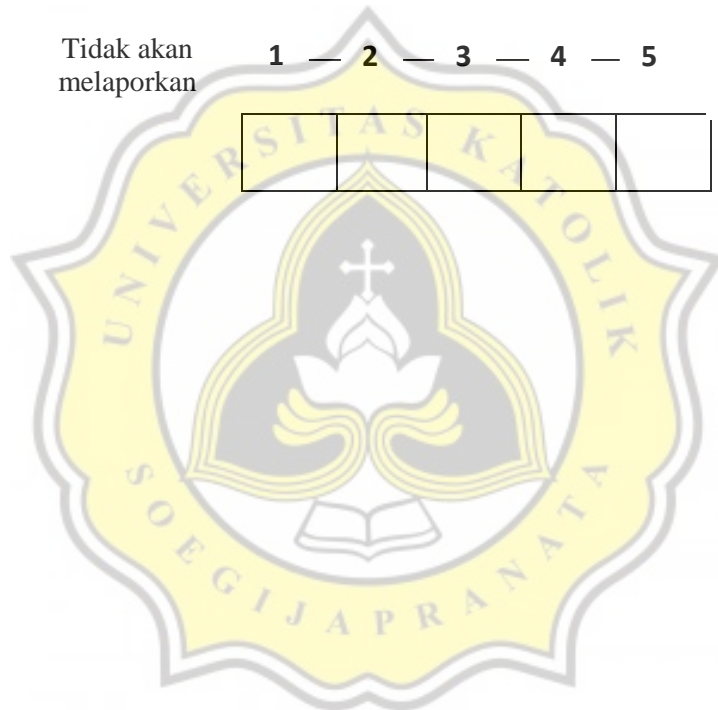 Tidak akan 1 — 2 — 3 — 4 — 5
melaporkan
UNIVERSITAS KATOLIK
SOEGIJAPRANATA